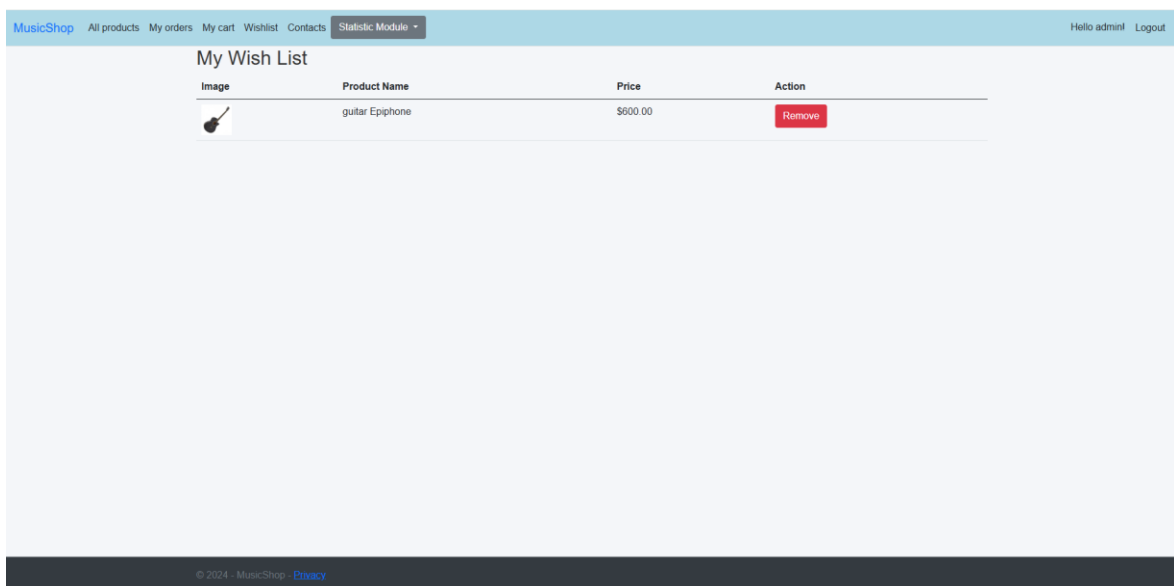 MusicShop All products My orders My cart Wishlist Contacts Statistic Module Hello admin! Logout
My Wish List
Image Product Name Price Action
guitar Epiphone $600.00 Remove
© 2024 - MusicShop - Privacy